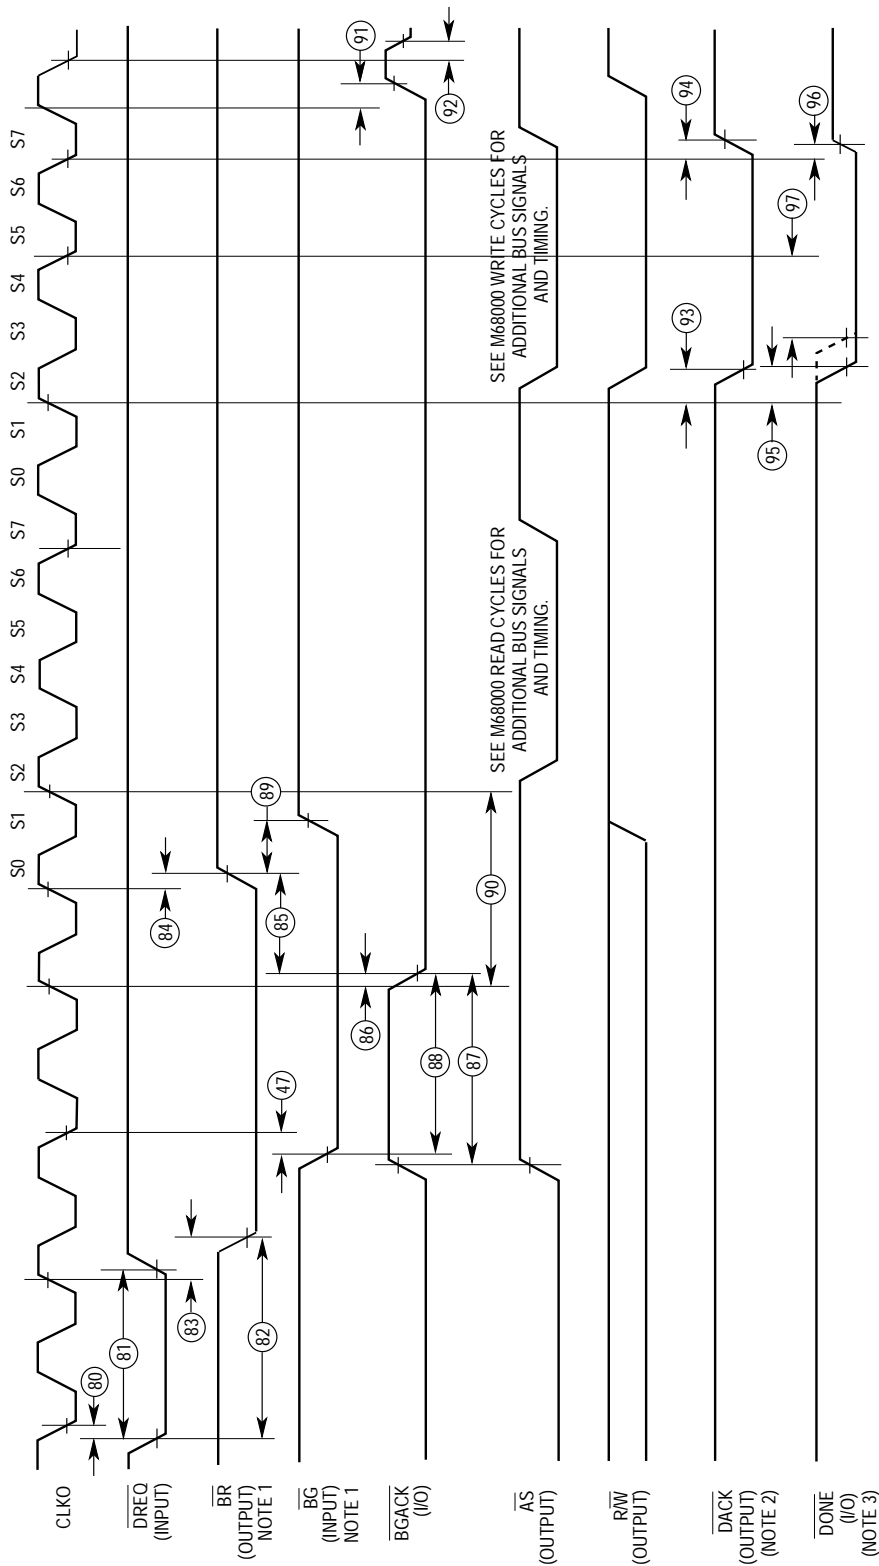 S0 S1 S2 S3 S4 S5 S6 S7 S0 S1 S2 S3 S4 S5 S6 S7
CLKO
80
81
DREQ
(INPUT)
83
84
82
BR
(OUTPUT)
NOTE 1
89
47
85
BG
(INPUT)
NOTE 1
91
86
BGACK
(I/O)
92
88
87
90
SEE M68000 READ CYCLES FOR
ADDITIONAL BUS SIGNALS
AND TIMING.
SEE M68000 WRITE CYCLES FOR
ADDITIONAL BUS SIGNALS
AND TIMING.
AS
(OUTPUT)
R/W
(OUTPUT)
93
94
DACK
(OUTPUT)
(NOTE 2)
95
97
96
DONE
(I/O)
(NOTE 3)